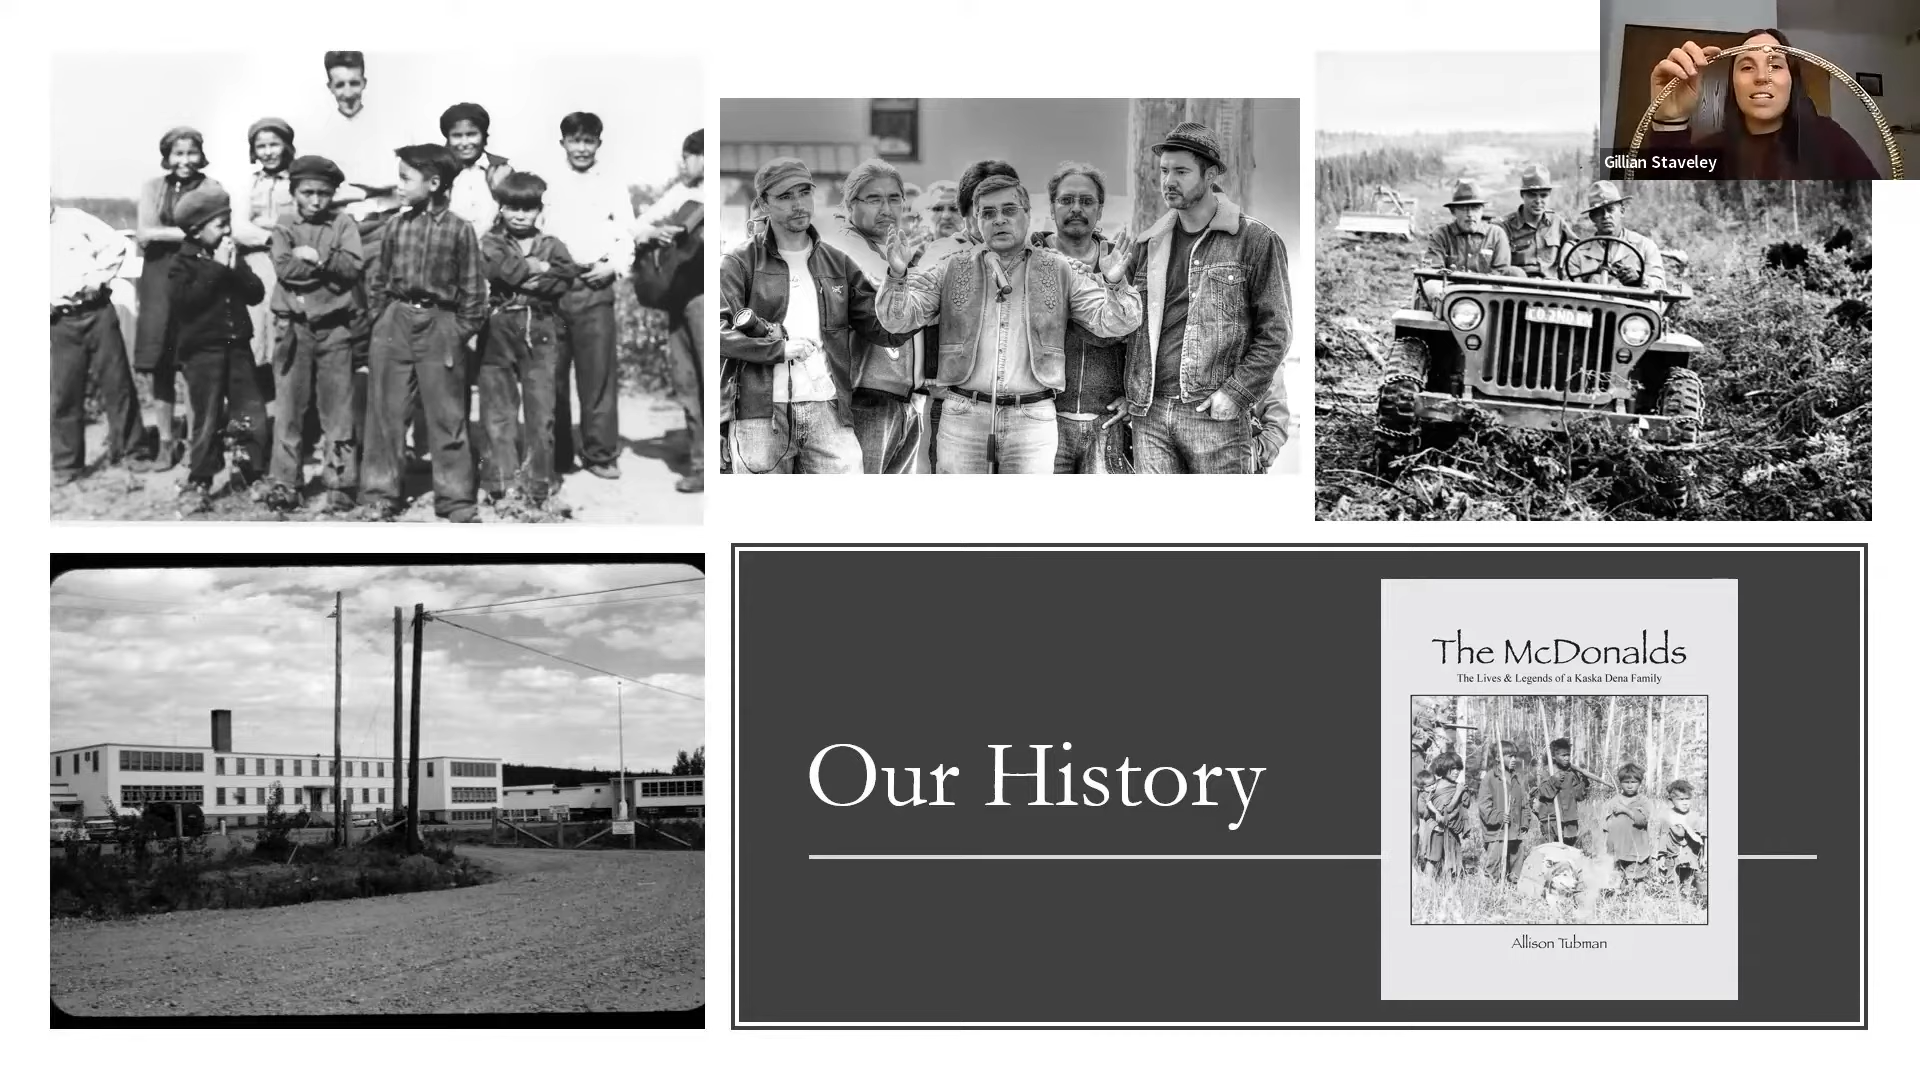 Gillian Staveley
Our History
The McDonalds
The Lives & Legends of a Kaska Dena Family
Allison Tubman